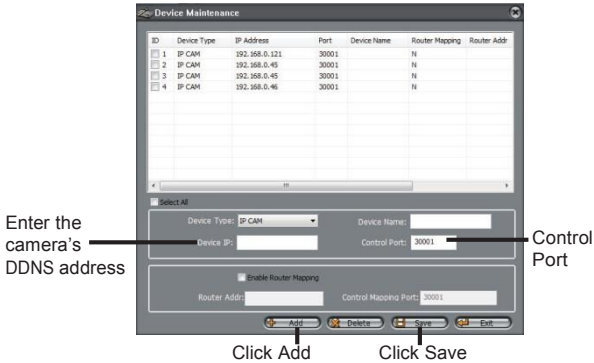 Device Maintenance
ID Device Type IP Address Port Device Name Router Mapping Router Addr
1 IP CAM 192.168.0.121 30001 N
2 IP CAM 192.168.0.45 30001 N
3 IP CAM 192.168.0.45 30001 N
4 IP CAM 192.168.0.46 30001 N
Select All
Device Type: IP CAM Device Name:
Device IP: Control Port: 30001
Enter the
camera's
DDNS address
Control
Port
Enable Router Mapping
Router Addr: Control Mapping Port: 30001
Add Delete Save Exit
Click Add Click Save